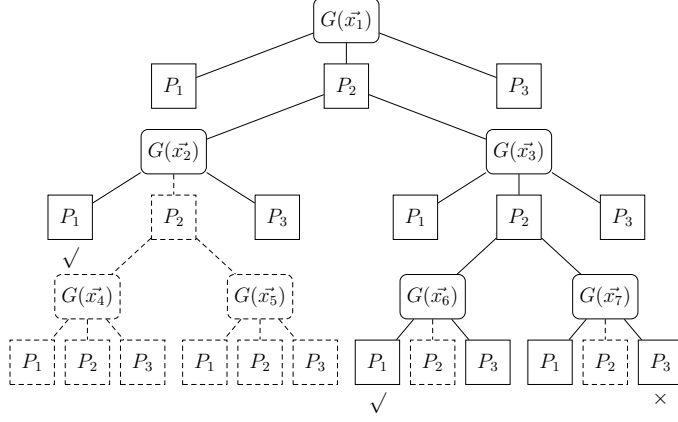 G(x⃗₁)
P₁ P₂ P₃
G(x⃗₂) G(x⃗₃)
P₁ P₂ P₃ P₁ P₂ P₃
√
G(x⃗₄) G(x⃗₅) G(x⃗₆) G(x⃗₇)
P₁ P₂ P₃ P₁ P₂ P₃ P₁ P₂ P₃ P₁ P₂ P₃
√ ×